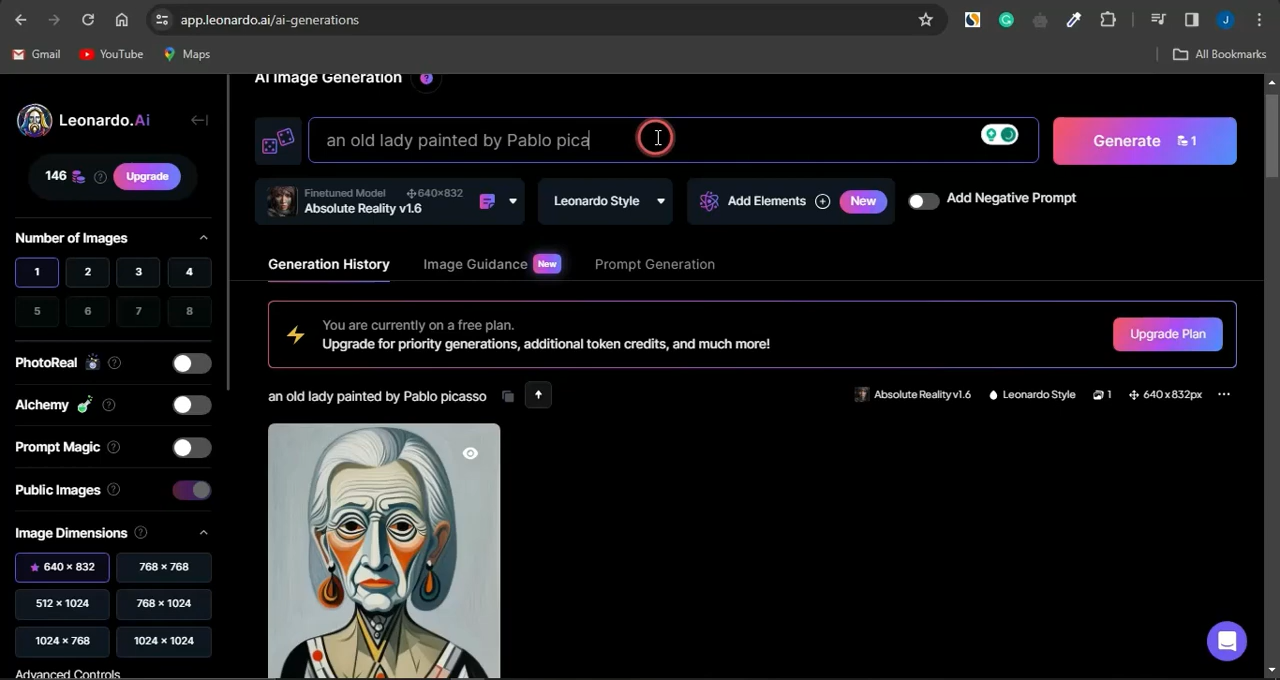 app.leonardo.ai/ai-generations
J
Gmail
YouTube
Maps
All Bookmarks
Leonardo.Ai
146
?
Upgrade
Number of Images
1
2
3
4
5
6
7
8
PhotoReal
?
Alchemy
?
Prompt Magic
?
Public Images
?
Image Dimensions
?
640 × 832
768 × 768
512 × 1024
768 × 1024
1024 × 768
1024 × 1024
Advanced Controls
AI Image Generation
?
an old lady painted by Pablo pica
Generate
1
Finetuned Model
640×832
Absolute Reality v1.6
Leonardo Style
Add Elements
New
Add Negative Prompt
Generation History
Image Guidance
New
Prompt Generation
You are currently on a free plan.
Upgrade for priority generations, additional token credits, and much more!
Upgrade Plan
an old lady painted by Pablo picasso
Absolute Reality v1.6
Leonardo Style
1
640 x 832px